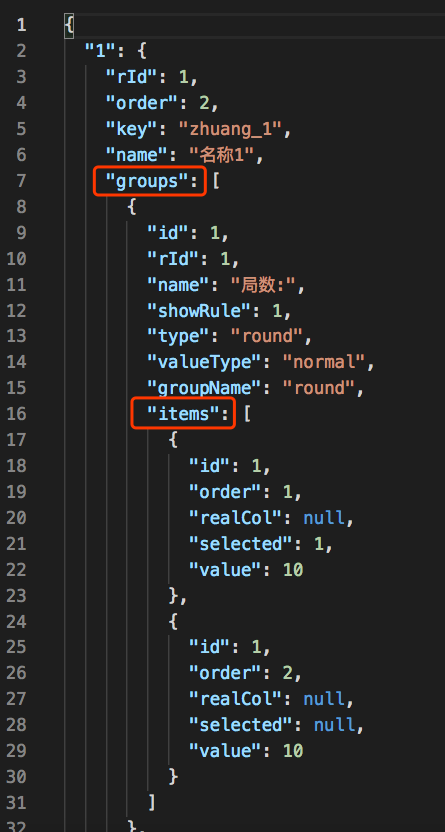 1 {
2   "1": {
3     "rId": 1,
4     "order": 2,
5     "key": "zhuang_1",
6     "name": "名称1",
7     "groups": [
8       {
9         "id": 1,
10         "rId": 1,
11         "name": "局数:",
12         "showRule": 1,
13         "type": "round",
14         "valueType": "normal",
15         "groupName": "round",
16         "items": [
17           {
18             "id": 1,
19             "order": 1,
20             "realCol": null,
21             "selected": 1,
22             "value": 10
23           },
24           {
25             "id": 1,
26             "order": 2,
27             "realCol": null,
28             "selected": null,
29             "value": 10
30           }
31         ]
32       },